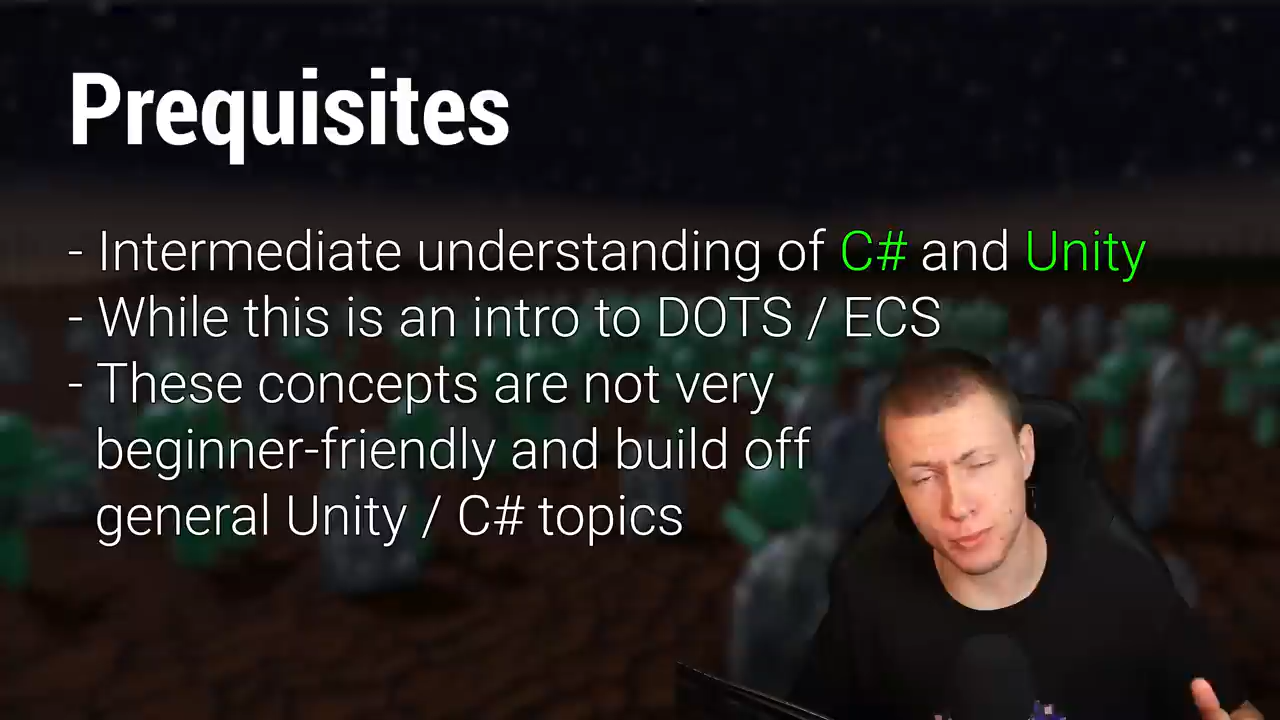 Prequisites
- Intermediate understanding of C# and Unity
- While this is an intro to DOTS / ECS
- These concepts are not very
beginner-friendly and build off
general Unity / C# topics